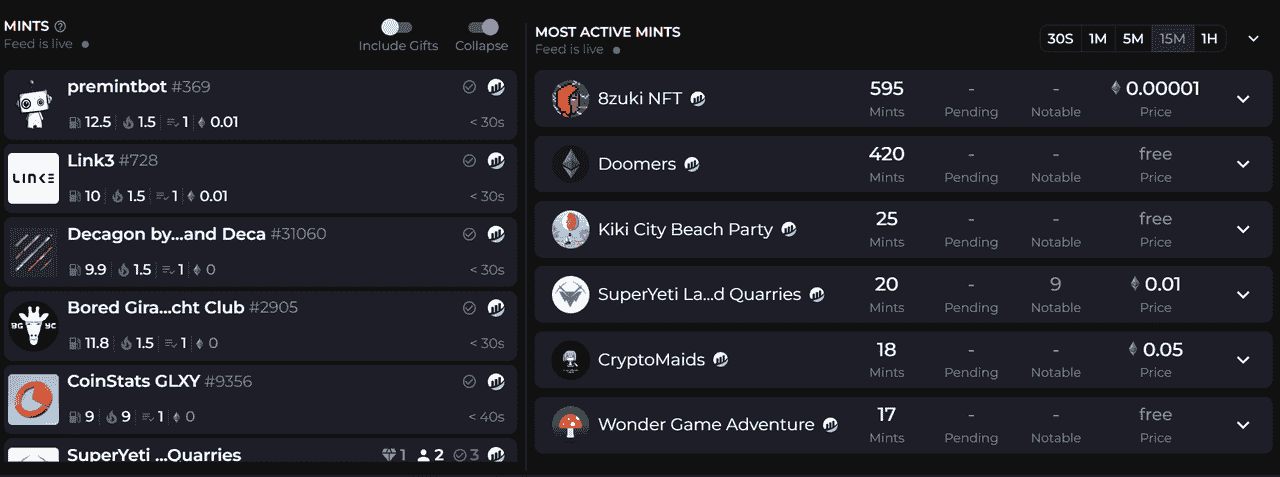 MINTS
Feed is live
Include Gifts
Collapse
premintbot #369
12.5 1.5 1 0.01
< 30s
LINKE
Link3 #728
10 1.5 1 0.01
< 30s
Decagon by...and Deca #31060
9.9 1.5 1 0
< 30s
BG YC
Bored Gira...cht Club #2905
11.8 1.5 1 0
< 30s
CoinStats GLXY #9356
9 9 1 0
< 40s
SuperYeti ...Quarries 1 2 3
MOST ACTIVE MINTS
Feed is live
30S 1M 5M 15M 1H
8zuki NFT 595 - - 0.00001
Mints Pending Notable Price
Doomers 420 - - free
Mints Pending Notable Price
Kiki City Beach Party 25 - - free
Mints Pending Notable Price
SuperYeti La...d Quarries 20 - 9 0.01
Mints Pending Notable Price
CryptoMaids 18 - - 0.05
Mints Pending Notable Price
Wonder Game Adventure 17 - - free
Mints Pending Notable Price